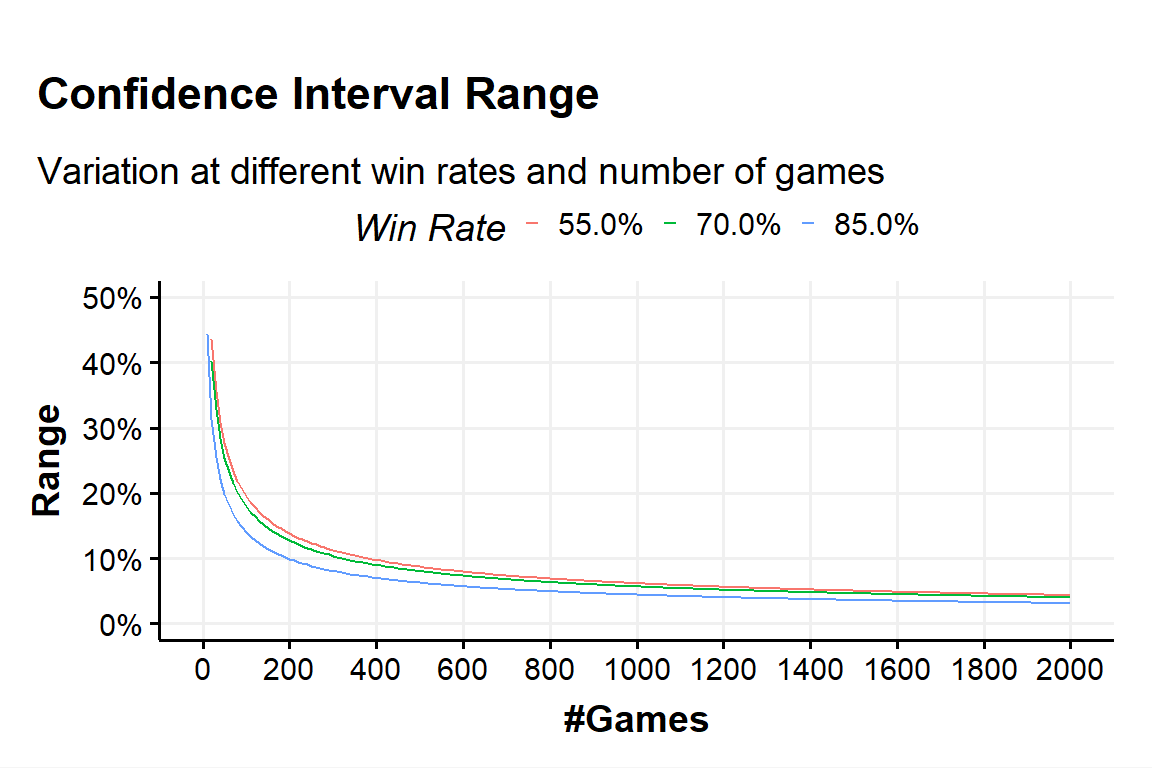 Confidence Interval Range
Variation at different win rates and number of games
Win Rate 55.0% 70.0% 85.0%
50%
40%
30%
20%
10%
0%
Range
0 200 400 600 800 1000 1200 1400 1600 1800 2000
#Games